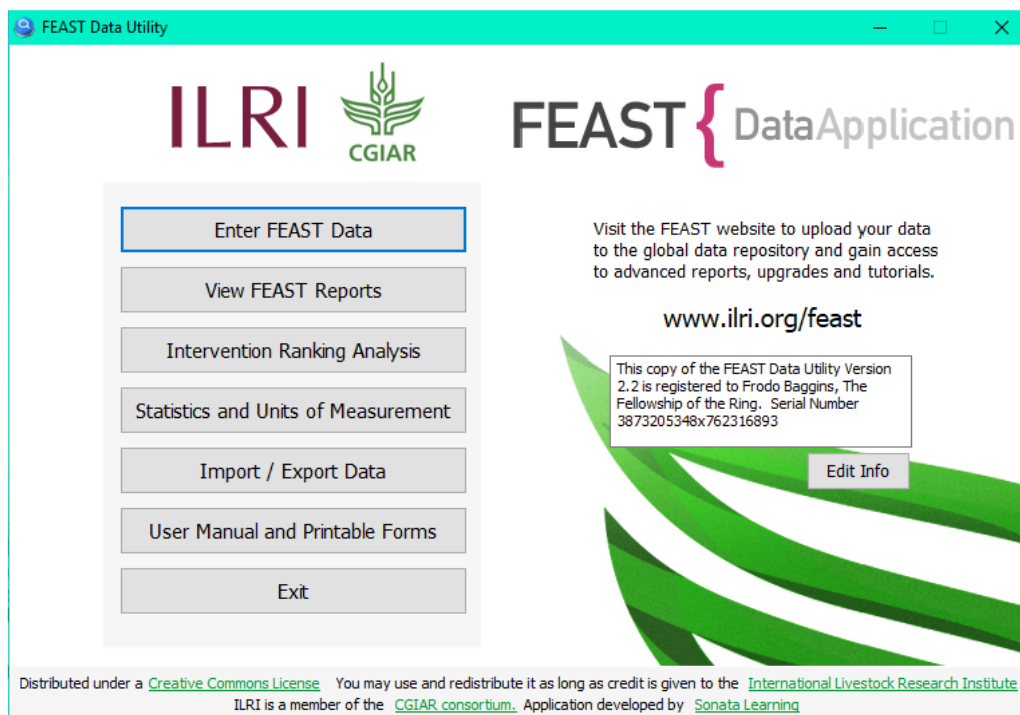 FEAST Data Utility
ILRI
CGIAR
FEAST { DataApplication
Enter FEAST Data
View FEAST Reports
Intervention Ranking Analysis
Statistics and Units of Measurement
Import / Export Data
User Manual and Printable Forms
Exit
Visit the FEAST website to upload your data
to the global data repository and gain access
to advanced reports, upgrades and tutorials.
www.ilri.org/feast
This copy of the FEAST Data Utility Version
2.2 is registered to Frodo Baggins, The
Fellowship of the Ring.  Serial Number
3873205348x762316893
Edit Info
Distributed under a Creative Commons License   You may use and redistribute it as long as credit is given to the  International Livestock Research Institute
ILRI is a member of the  CGIAR consortium.  Application developed by  Sonata Learning